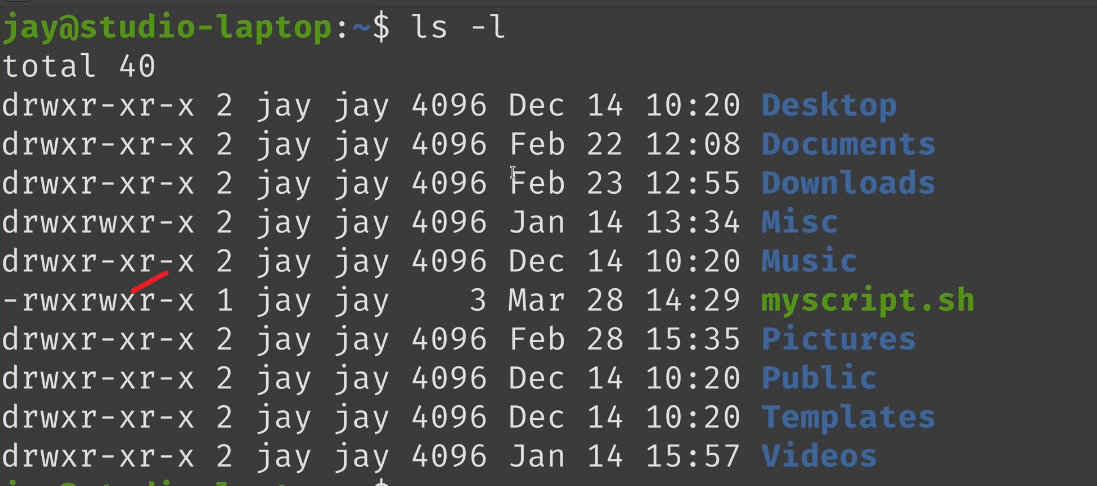 jay@studio-laptop:~$ ls -l
total 40
drwxr-xr-x 2 jay jay 4096 Dec 14 10:20 Desktop
drwxr-xr-x 2 jay jay 4096 Feb 22 12:08 Documents
drwxr-xr-x 2 jay jay 4096 Feb 23 12:55 Downloads
drwxrwxr-x 2 jay jay 4096 Jan 14 13:34 Misc
drwxr-xr-x 2 jay jay 4096 Dec 14 10:20 Music
-rwxrwxr-x 1 jay jay    3 Mar 28 14:29 myscript.sh
drwxr-xr-x 2 jay jay 4096 Feb 28 15:35 Pictures
drwxr-xr-x 2 jay jay 4096 Dec 14 10:20 Public
drwxr-xr-x 2 jay jay 4096 Dec 14 10:20 Templates
drwxr-xr-x 2 jay jay 4096 Jan 14 15:57 Videos